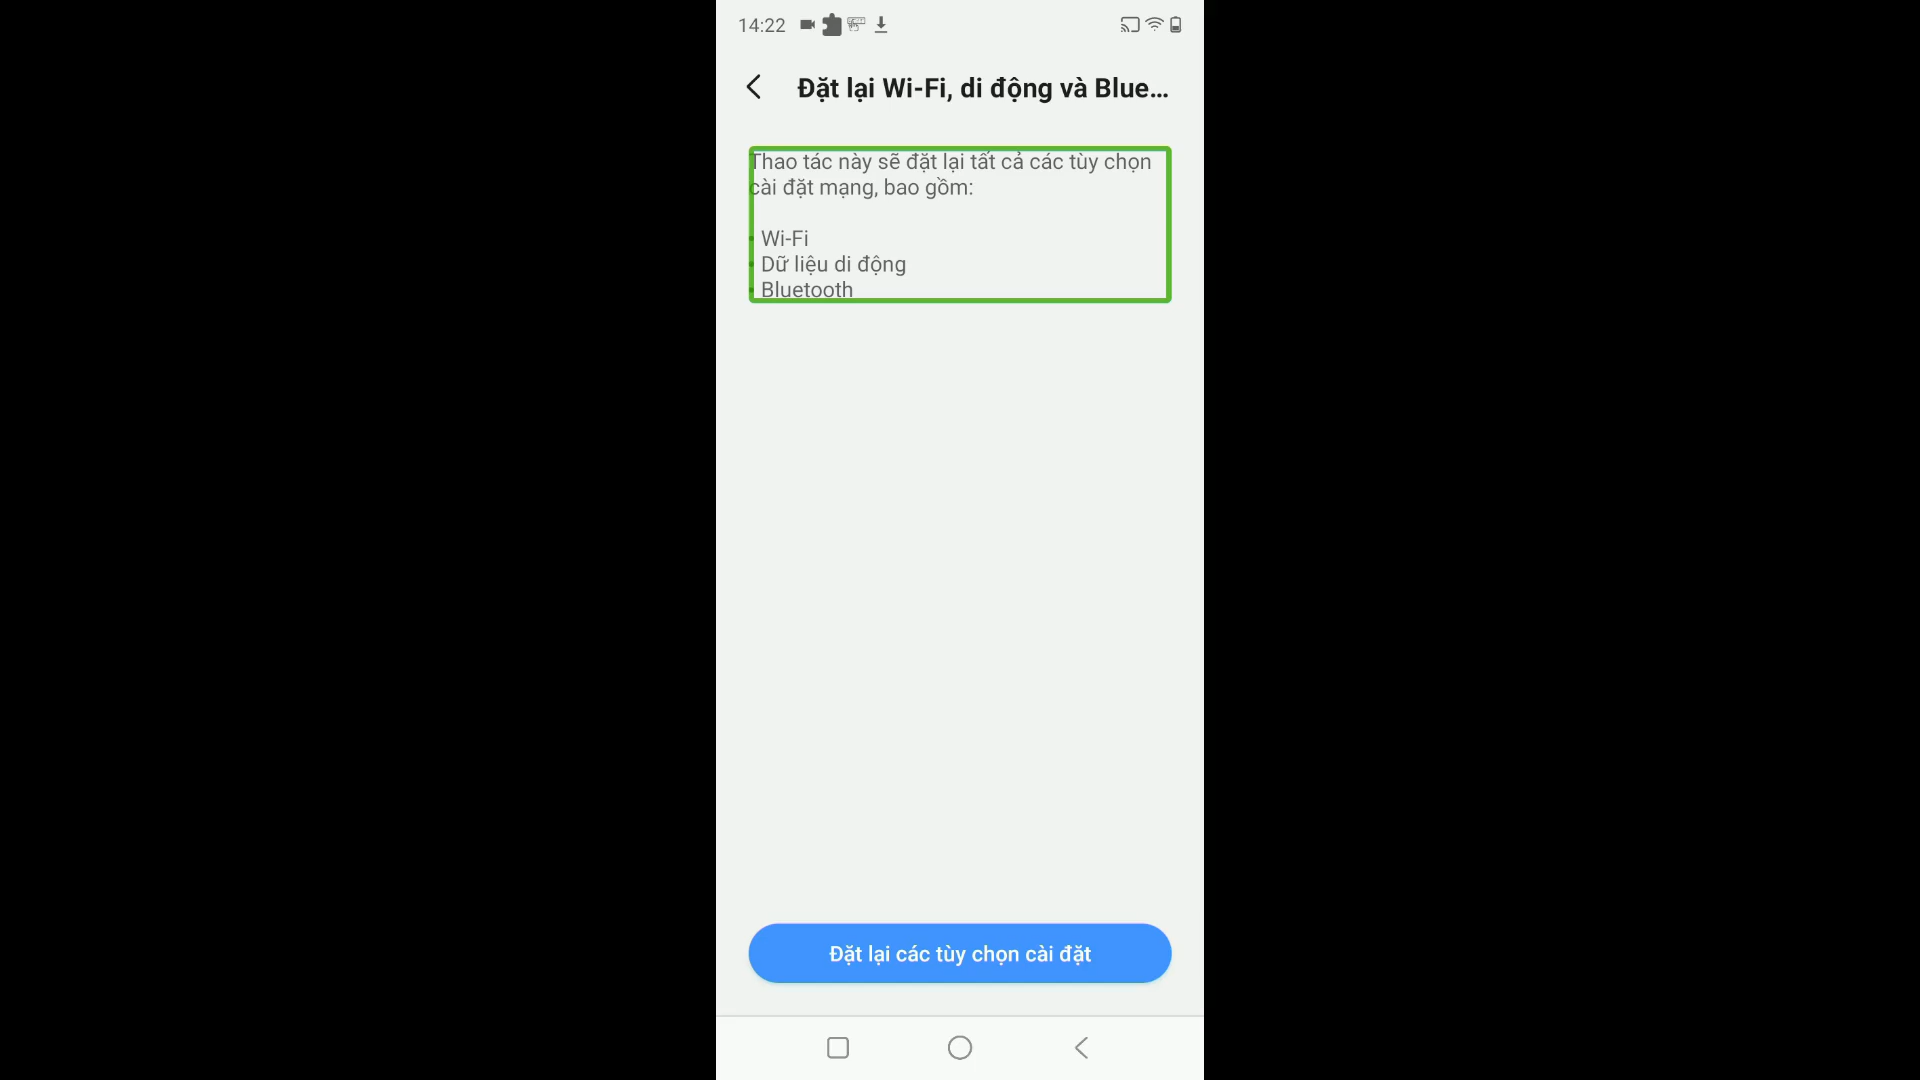 14:22
Đặt lại Wi-Fi, di động và Blue...
Thao tác này sẽ đặt lại tất cả các tùy chọn
cài đặt mạng, bao gồm:
• Wi-Fi
• Dữ liệu di động
• Bluetooth
Đặt lại các tùy chọn cài đặt